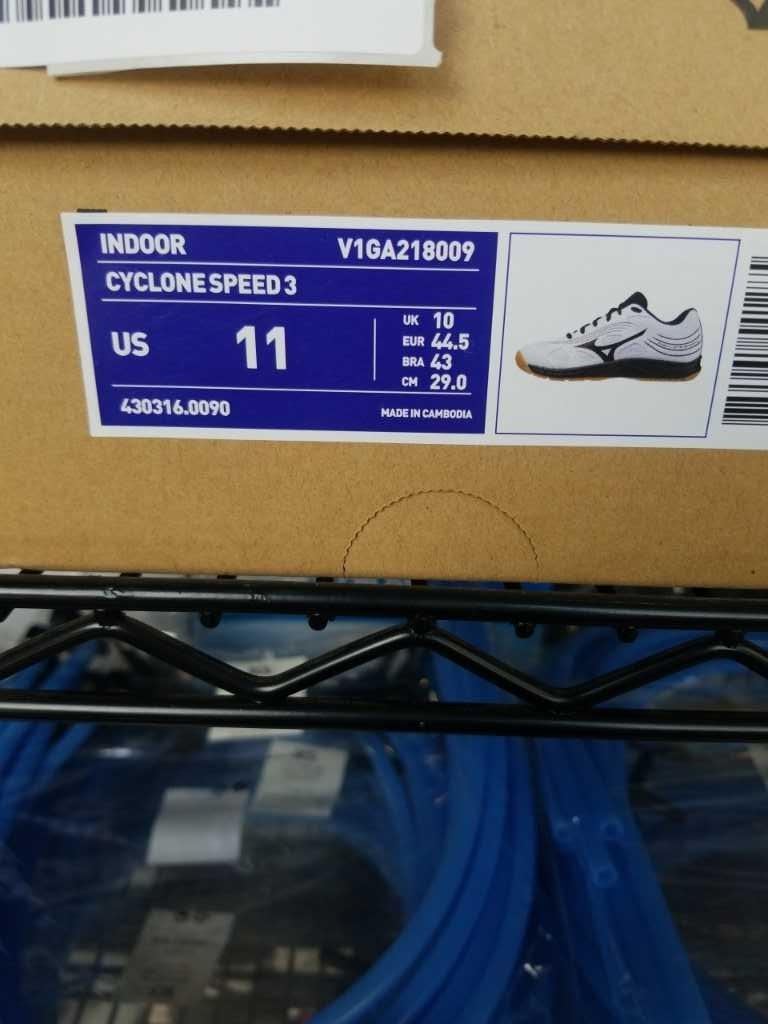 INDOOR V1GA218009
CYCLONE SPEED 3
US 11
UK 10
EUR 44.5
BRA 43
CM 29.0
430316.0090 MADE IN CAMBODIA